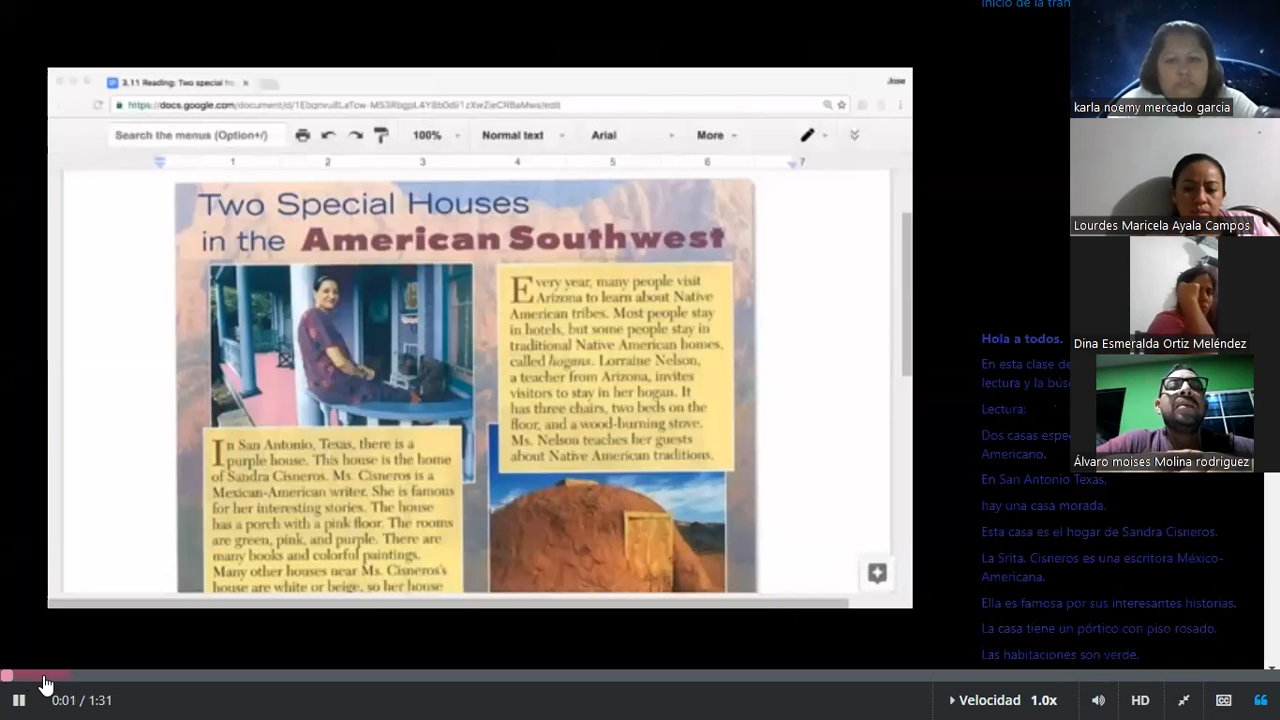 Inicio de la tran
karla noemy mercado garcia
Lourdes Maricela Ayala Campos
Dina Esmeralda Ortiz Meléndez
Álvaro moises Molina rodriguez
3.11 Reading: Two special ho
Jose
Search the menus (Option+/)
100%
Normal text
Arial
More
1 2 3 4 5 6 7
Two Special Houses
in the American Southwest
In San Antonio, Texas, there is a
purple house. This house is the home
of Sandra Cisneros. Ms. Cisneros is a
Mexican-American writer. She is famous
for her interesting stories. The house
has a porch with a pink floor. The rooms
are green, pink, and purple. There are
many books and colorful paintings.
Many other houses near Ms. Cisneros's
house are white or beige, so her house
Every year, many people visit
Arizona to learn about Native
American tribes. Most people stay
in hotels, but some people stay in
traditional Native American homes,
called hogans. Lorraine Nelson,
a teacher from Arizona, invites
visitors to stay in her hogan. It
has three chairs, two beds on the
floor, and a wood-burning stove.
Ms. Nelson teaches her guests
about Native American traditions.
Hola a todos.
En esta clase de
lectura y la bús
Lectura:
Dos casas espe
Americano.
En San Antonio Texas,
hay una casa morada.
Esta casa es el hogar de Sandra Cisneros.
La Srita. Cisneros es una escritora México-
Americana.
Ella es famosa por sus interesantes historias.
La casa tiene un pórtico con piso rosado.
Las habitaciones son verde.
0:01 / 1:31
Velocidad 1.0x
HD